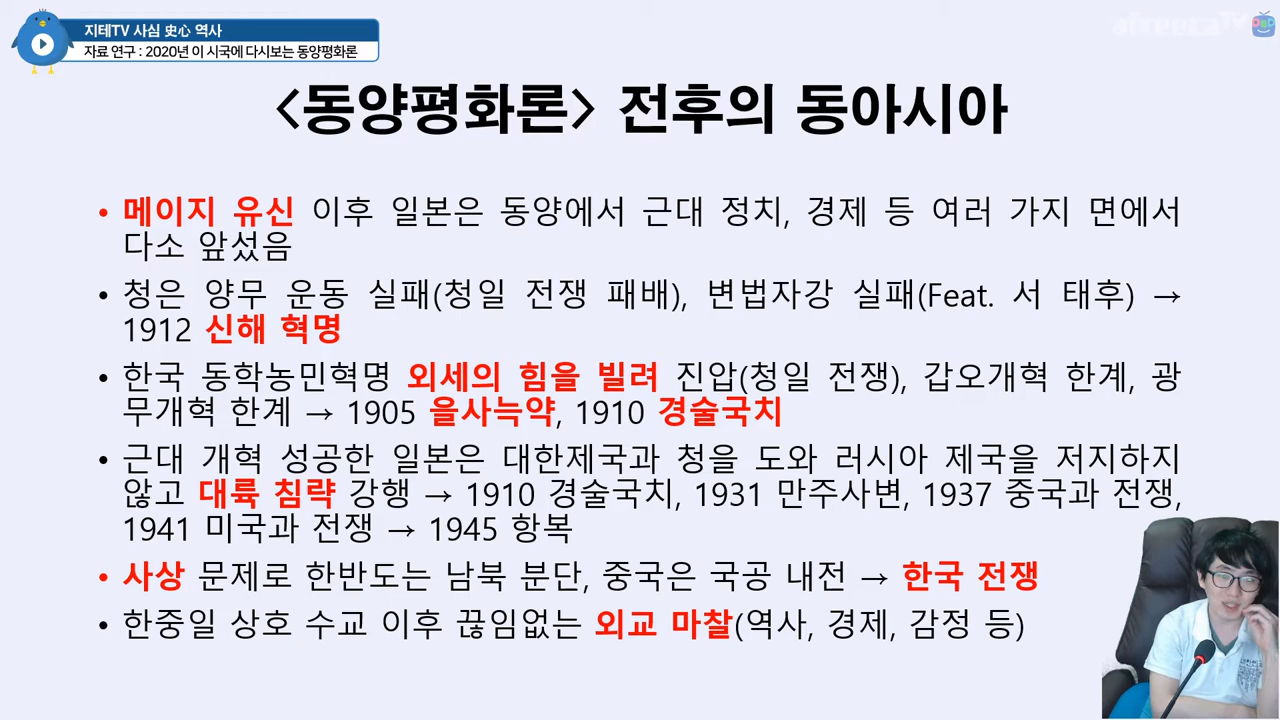 지테TV 사심 史心 역사
자료 연구 : 2020년 이 시국에 다시보는 동양평화론
afreecaTV
<동양평화론> 전후의 동아시아
• 메이지 유신 이후 일본은 동양에서 근대 정치, 경제 등 여러 가지 면에서
다소 앞섰음
• 청은 양무 운동 실패(청일 전쟁 패배), 변법자강 실패(Feat. 서 태후) →
1912 신해 혁명
• 한국 동학농민혁명 외세의 힘을 빌려 진압(청일 전쟁), 갑오개혁 한계, 광
무개혁 한계 → 1905 을사늑약, 1910 경술국치
• 근대 개혁 성공한 일본은 대한제국과 청을 도와 러시아 제국을 저지하지
않고 대륙 침략 강행 → 1910 경술국치, 1931 만주사변, 1937 중국과 전쟁,
1941 미국과 전쟁 → 1945 항복
• 사상 문제로 한반도는 남북 분단, 중국은 국공 내전 → 한국 전쟁
• 한중일 상호 수교 이후 끊임없는 외교 마찰(역사, 경제, 감정 등)